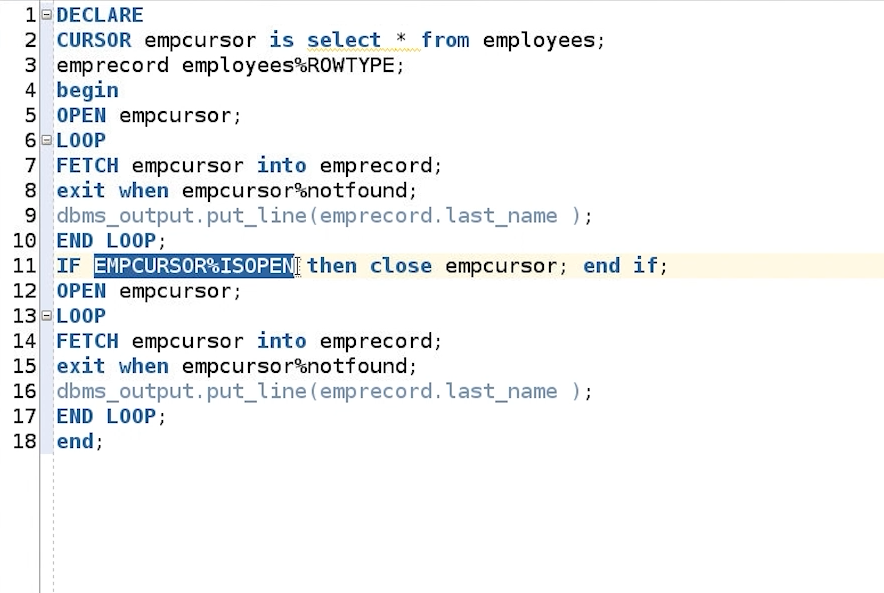 1 DECLARE
2 CURSOR empcursor is select * from employees;
3 emprecord employees%ROWTYPE;
4 begin
5 OPEN empcursor;
6 LOOP
7 FETCH empcursor into emprecord;
8 exit when empcursor%notfound;
9 dbms_output.put_line(emprecord.last_name );
10 END LOOP;
11 IF EMPCURSOR%ISOPEN then close empcursor; end if;
12 OPEN empcursor;
13 LOOP
14 FETCH empcursor into emprecord;
15 exit when empcursor%notfound;
16 dbms_output.put_line(emprecord.last_name );
17 END LOOP;
18 end;